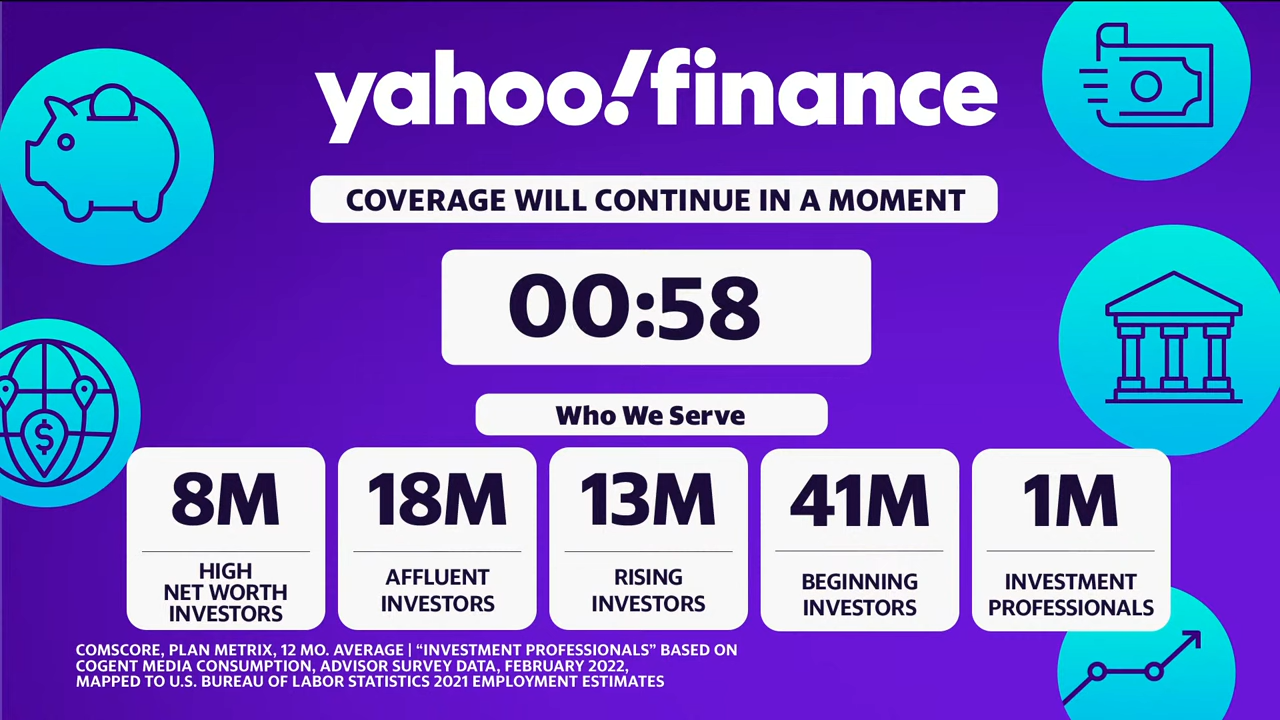 yahoo!finance
COVERAGE WILL CONTINUE IN A MOMENT
00:58
Who We Serve
8M
HIGH
NET WORTH
INVESTORS
18M
AFFLUENT
INVESTORS
13M
RISING
INVESTORS
41M
BEGINNING
INVESTORS
1M
INVESTMENT
PROFESSIONALS
$
COMSCORE, PLAN METRIX, 12 MO. AVERAGE | “INVESTMENT PROFESSIONALS” BASED ON
COGENT MEDIA CONSUMPTION, ADVISOR SURVEY DATA, FEBRUARY 2022,
MAPPED TO U.S. BUREAU OF LABOR STATISTICS 2021 EMPLOYMENT ESTIMATES